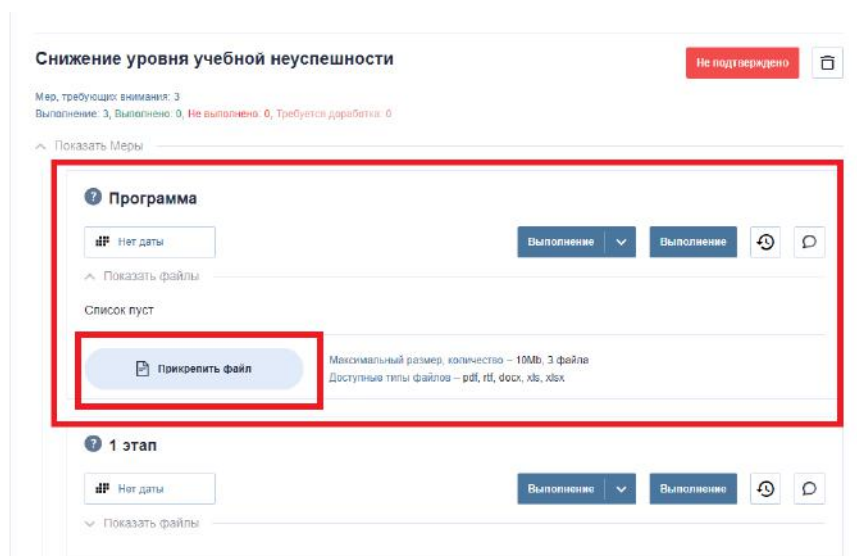 Снижение уровня учебной неуспешности
Не подтверждено
Мер, требующих внимания: 3
Выполнение: 3, Выполнено: 0, Не выполнено: 0, Требуется доработка: 0
Показать Меры
? Программа
Нет даты
Выполнение
Выполнение
Показать файлы
Список пуст
Прикрепить файл
Максимальный размер, количество – 10Mb, 3 файла
Доступные типы файлов – pdf, rtf, docx, xls, xlsx
? 1 этап
Нет даты
Выполнение
Выполнение
Показать файлы